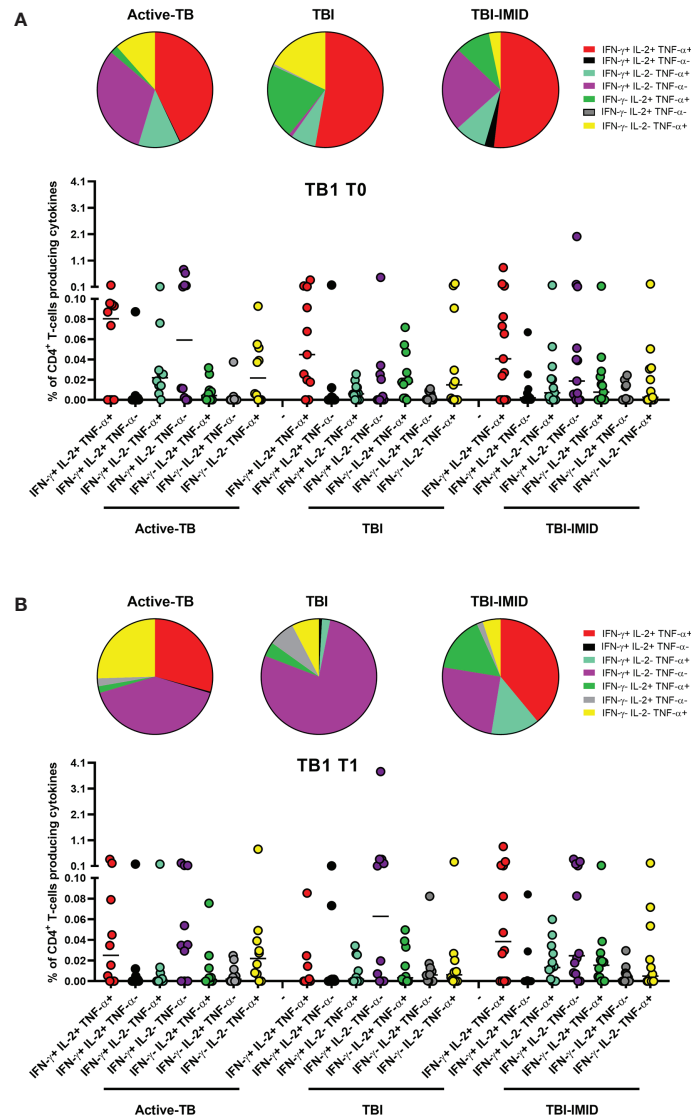 A
Active-TB
TBI
TBI-IMID
IFN-γ+ IL-2+ TNF-α+
IFN-γ+ IL-2+ TNF-α-
IFN-γ+ IL-2- TNF-α+
IFN-γ+ IL-2- TNF-α-
IFN-γ- IL-2+ TNF-α+
IFN-γ- IL-2+ TNF-α-
IFN-γ- IL-2- TNF-α+
TB1 T0
% of CD4+ T-cells producing cytokines
4.1
3.1
2.1
1.1
0.1
0.10
0.08
0.06
0.04
0.02
0.00
IFN-γ+ IL-2+ TNF-α+
IFN-γ+ IL-2+ TNF-α-
IFN-γ+ IL-2- TNF-α+
IFN-γ+ IL-2- TNF-α-
IFN-γ- IL-2+ TNF-α+
IFN-γ- IL-2+ TNF-α-
IFN-γ- IL-2- TNF-α+
-
IFN-γ+ IL-2+ TNF-α+
IFN-γ+ IL-2+ TNF-α-
IFN-γ+ IL-2- TNF-α+
IFN-γ+ IL-2- TNF-α-
IFN-γ- IL-2+ TNF-α+
IFN-γ- IL-2+ TNF-α-
IFN-γ- IL-2- TNF-α+
-
IFN-γ+ IL-2+ TNF-α+
IFN-γ+ IL-2+ TNF-α-
IFN-γ+ IL-2- TNF-α+
IFN-γ+ IL-2- TNF-α-
IFN-γ- IL-2+ TNF-α+
IFN-γ- IL-2+ TNF-α-
IFN-γ- IL-2- TNF-α+
Active-TB
TBI
TBI-IMID
B
Active-TB
TBI
TBI-IMID
IFN-γ+ IL-2+ TNF-α+
IFN-γ+ IL-2+ TNF-α-
IFN-γ+ IL-2- TNF-α+
IFN-γ+ IL-2- TNF-α-
IFN-γ- IL-2+ TNF-α+
IFN-γ- IL-2+ TNF-α-
IFN-γ- IL-2- TNF-α+
TB1 T1
% of CD4+ T-cells producing cytokines
4.1
3.1
2.1
1.1
0.1
0.10
0.08
0.06
0.04
0.02
0.00
IFN-γ+ IL-2+ TNF-α+
IFN-γ+ IL-2+ TNF-α-
IFN-γ+ IL-2- TNF-α+
IFN-γ+ IL-2- TNF-α-
IFN-γ- IL-2+ TNF-α+
IFN-γ- IL-2+ TNF-α-
IFN-γ- IL-2- TNF-α+
-
IFN-γ+ IL-2+ TNF-α+
IFN-γ+ IL-2+ TNF-α-
IFN-γ+ IL-2- TNF-α+
IFN-γ+ IL-2- TNF-α-
IFN-γ- IL-2+ TNF-α+
IFN-γ- IL-2+ TNF-α-
IFN-γ- IL-2- TNF-α+
-
IFN-γ+ IL-2+ TNF-α+
IFN-γ+ IL-2+ TNF-α-
IFN-γ+ IL-2- TNF-α+
IFN-γ+ IL-2- TNF-α-
IFN-γ- IL-2+ TNF-α+
IFN-γ- IL-2+ TNF-α-
IFN-γ- IL-2- TNF-α+
Active-TB
TBI
TBI-IMID